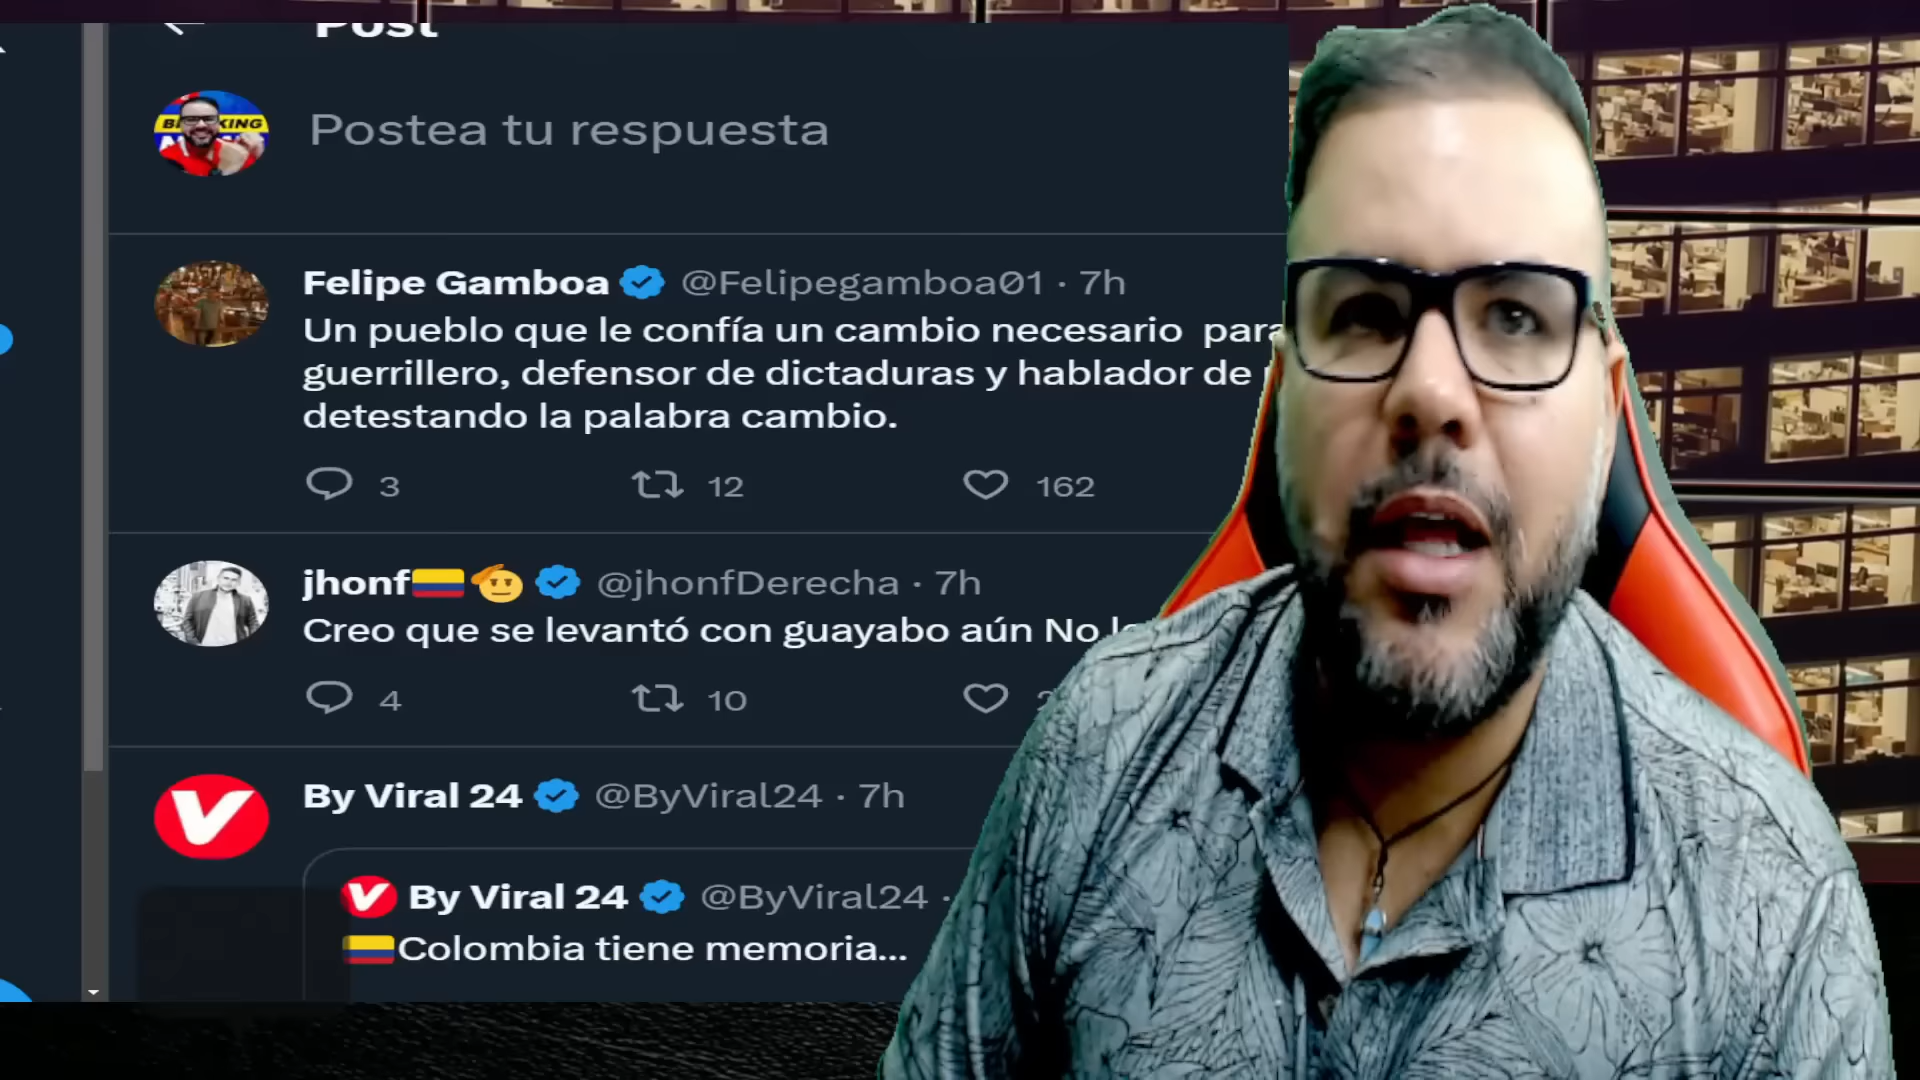 Post
Postea tu respuesta
Felipe Gamboa @Felipegamboa01 · 7h
Un pueblo que le confía un cambio necesario para
guerrillero, defensor de dictaduras y hablador de
detestando la palabra cambio.
3 12 162
jhonf @jhonfDerecha · 7h
Creo que se levantó con guayabo aún No
4 10
By Viral 24 @ByViral24 · 7h
By Viral 24 @ByViral24 ·
Colombia tiene memoria...